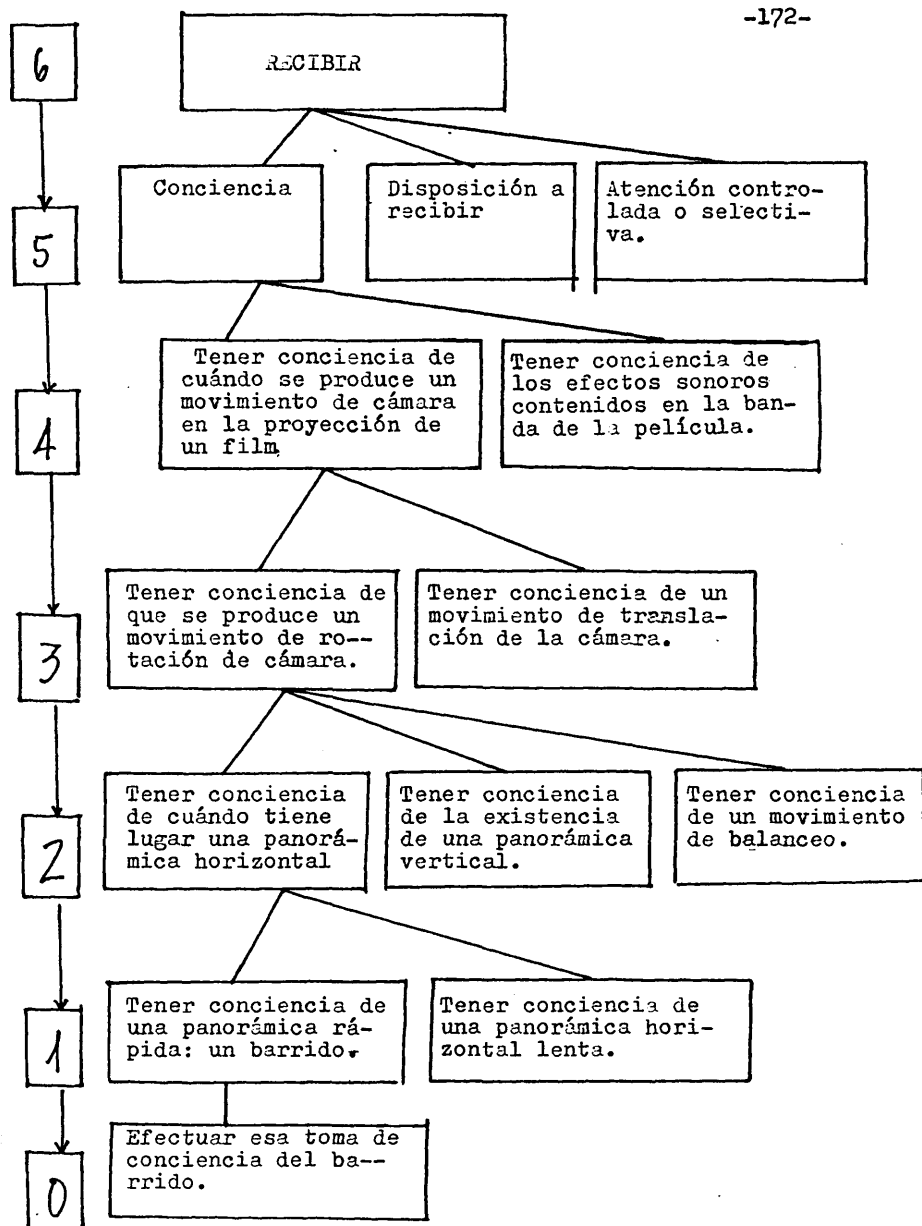 -172-
6
RECIBIR
Conciencia
Disposición a
recibir
Atención contro-
lada o selecti-
va.
5
Tener conciencia de
cuándo se produce un
movimiento de cámara
en la proyección de
un film
Tener conciencia de
los efectos sonoros
contenidos en la ban-
da de la película.
4
Tener conciencia de
que se produce un
movimiento de ro--
tación de cámara.
Tener conciencia de un
movimiento de transla-
ción de la cámara.
3
Tener conciencia
de cuándo tiene
lugar una panorá-
mica horizontal
Tener conciencia
de la existencia
de una panorámica
vertical.
Tener conciencia
de un movimiento
de balanceo.
2
Tener conciencia de
una panorámica rá-
pida: un barrido.
Tener conciencia de
una panorámica hori-
zontal lenta.
1
Efectuar esa toma de
conciencia del ba--
rrido.
0